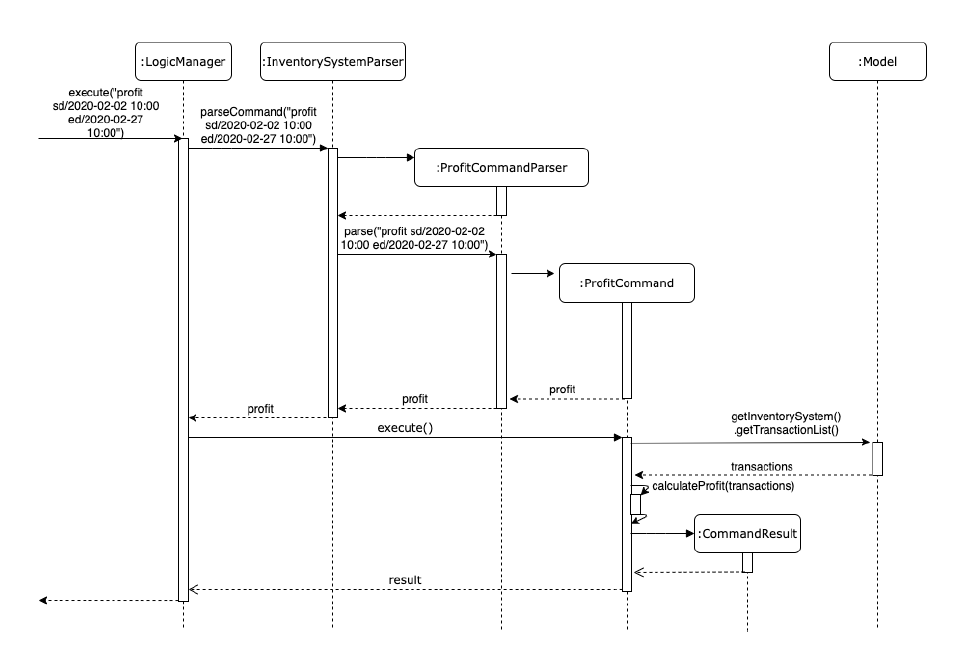 :LogicManager
:InventorySystemParser
:Model
execute("profit
sd/2020-02-02 10:00
ed/2020-02-27
10:00")
parseCommand("profit
sd/2020-02-02 10:00
ed/2020-02-27 10:00")
:ProfitCommandParser
parse("profit sd/2020-02-02
10:00 ed/2020-02-27 10:00")
:ProfitCommand
profit
profit
profit
execute()
getInventorySystem()
.getTransactionList()
transactions
calculateProfit(transactions)
:CommandResult
result